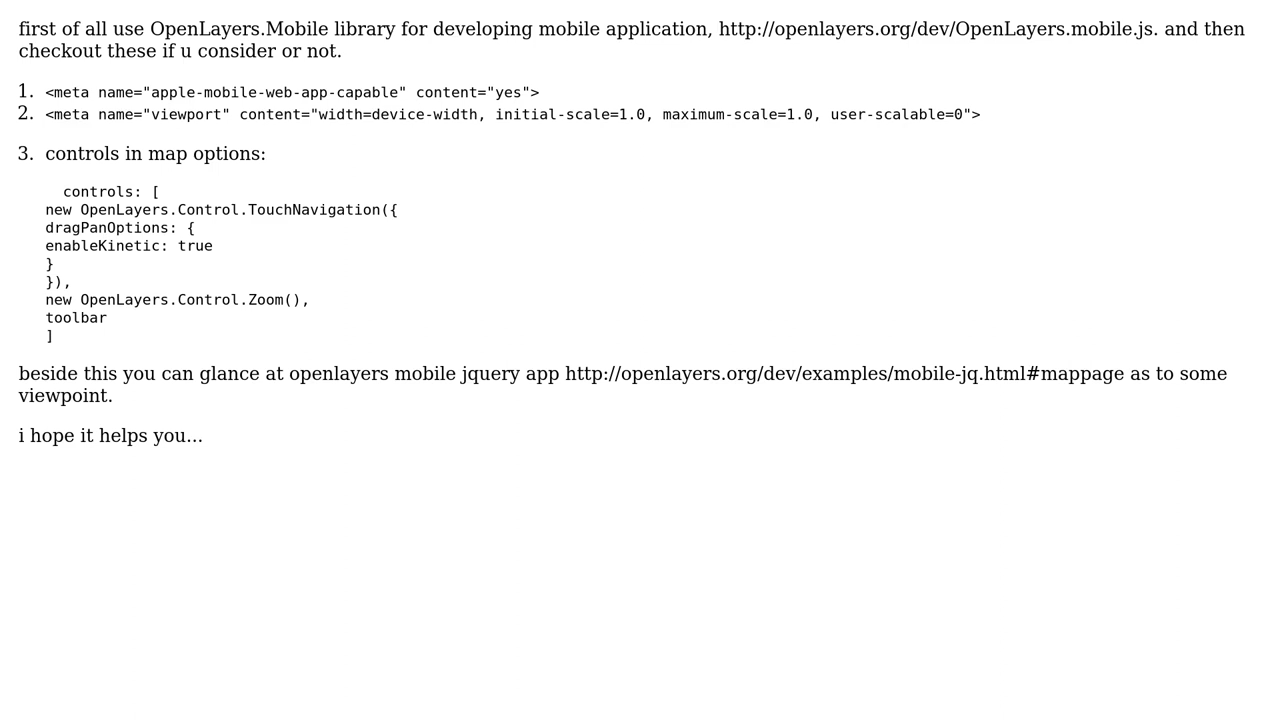 first of all use OpenLayers.Mobile library for developing mobile application, http://openlayers.org/dev/OpenLayers.mobile.js. and then
checkout these if u consider or not.
1. <meta name="apple-mobile-web-app-capable" content="yes">
2. <meta name="viewport" content="width=device-width, initial-scale=1.0, maximum-scale=1.0, user-scalable=0">
3. controls in map options:
controls: [
new OpenLayers.Control.TouchNavigation({
dragPanOptions: {
enableKinetic: true
}
}),
new OpenLayers.Control.Zoom(),
toolbar
]
beside this you can glance at openlayers mobile jquery app http://openlayers.org/dev/examples/mobile-jq.html#mappage as to some
viewpoint.
i hope it helps you...